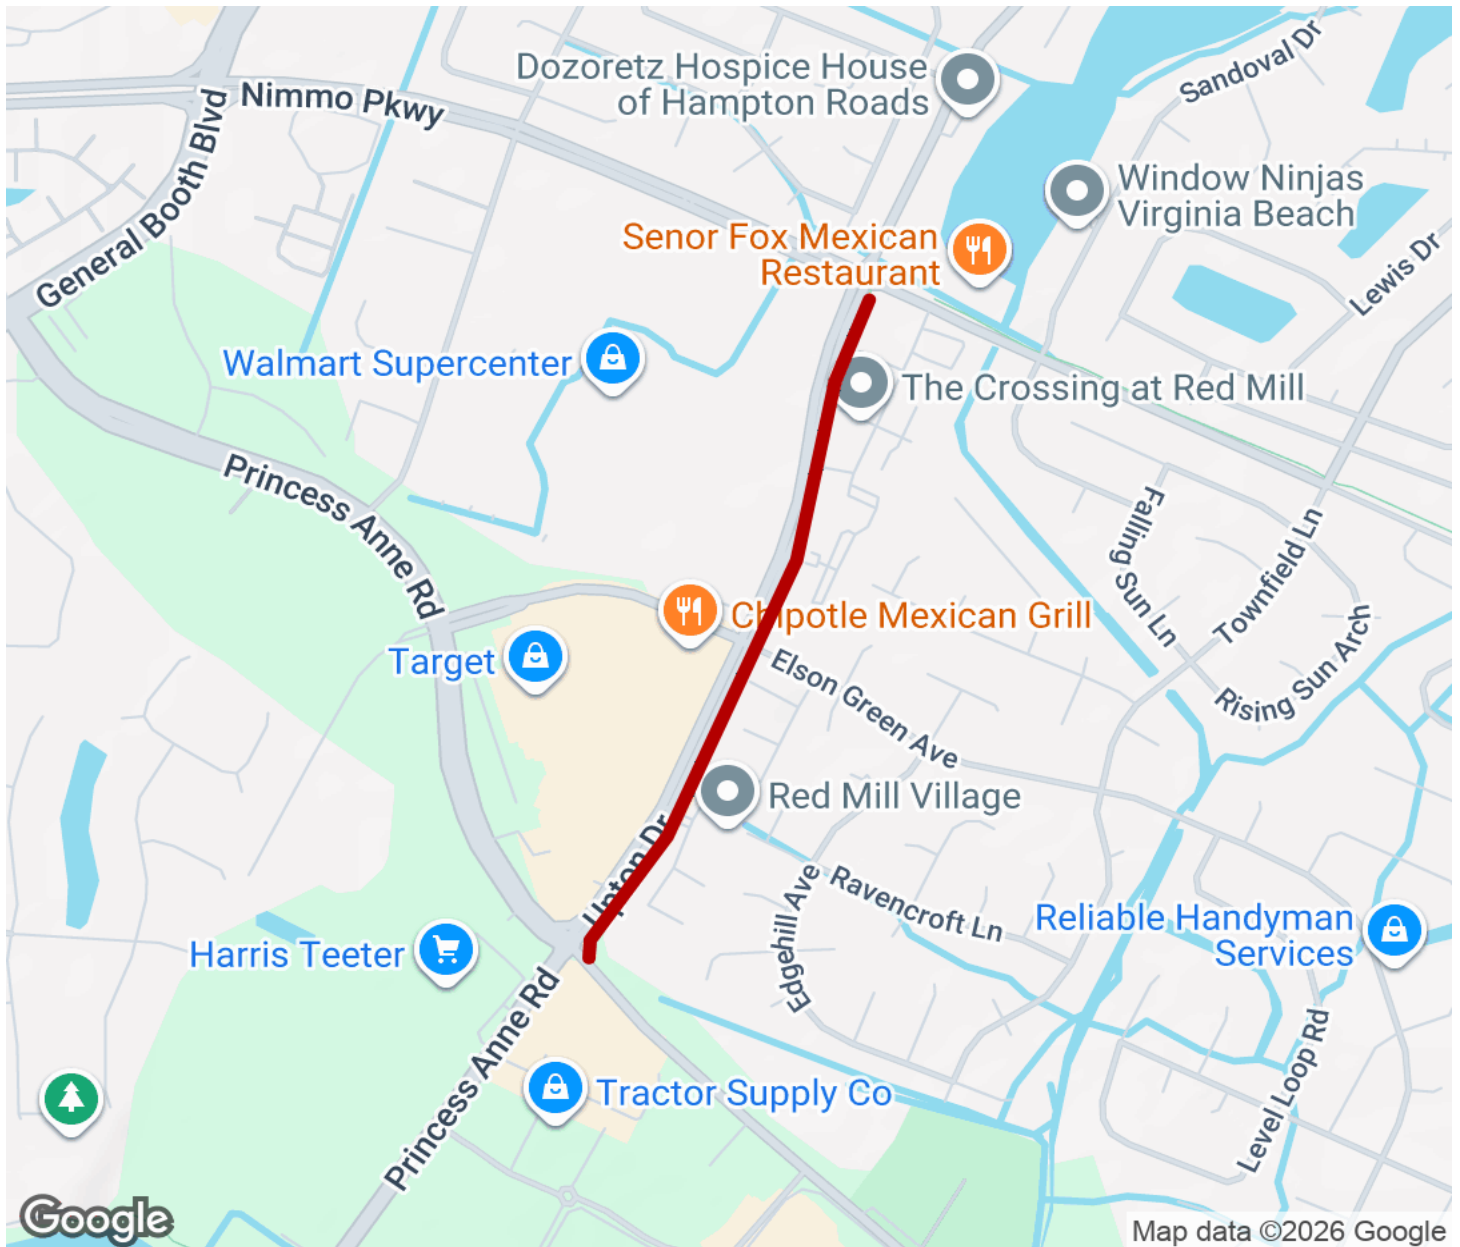 Sandoval Dr
Dozoretz Hospice House
of Hampton Roads
Nimmo Pkwy
General Booth Blvd
Window Ninjas
Virginia Beach
Senor Fox Mexican
Restaurant
Lewis Dr
Walmart Supercenter
The Crossing at Red Mill
Princess Anne Rd
Falling Sun Ln
Townfield Ln
Chipotle Mexican Grill
Target
Elson Green Ave
Rising Sun Arch
Red Mill Village
Upton Dr
Edgehill Ave
Ravencroft Ln
Reliable Handyman
Services
Harris Teeter
Princess Anne Rd
Level Loop Rd
Tractor Supply Co
Google
Map data ©2026 Google